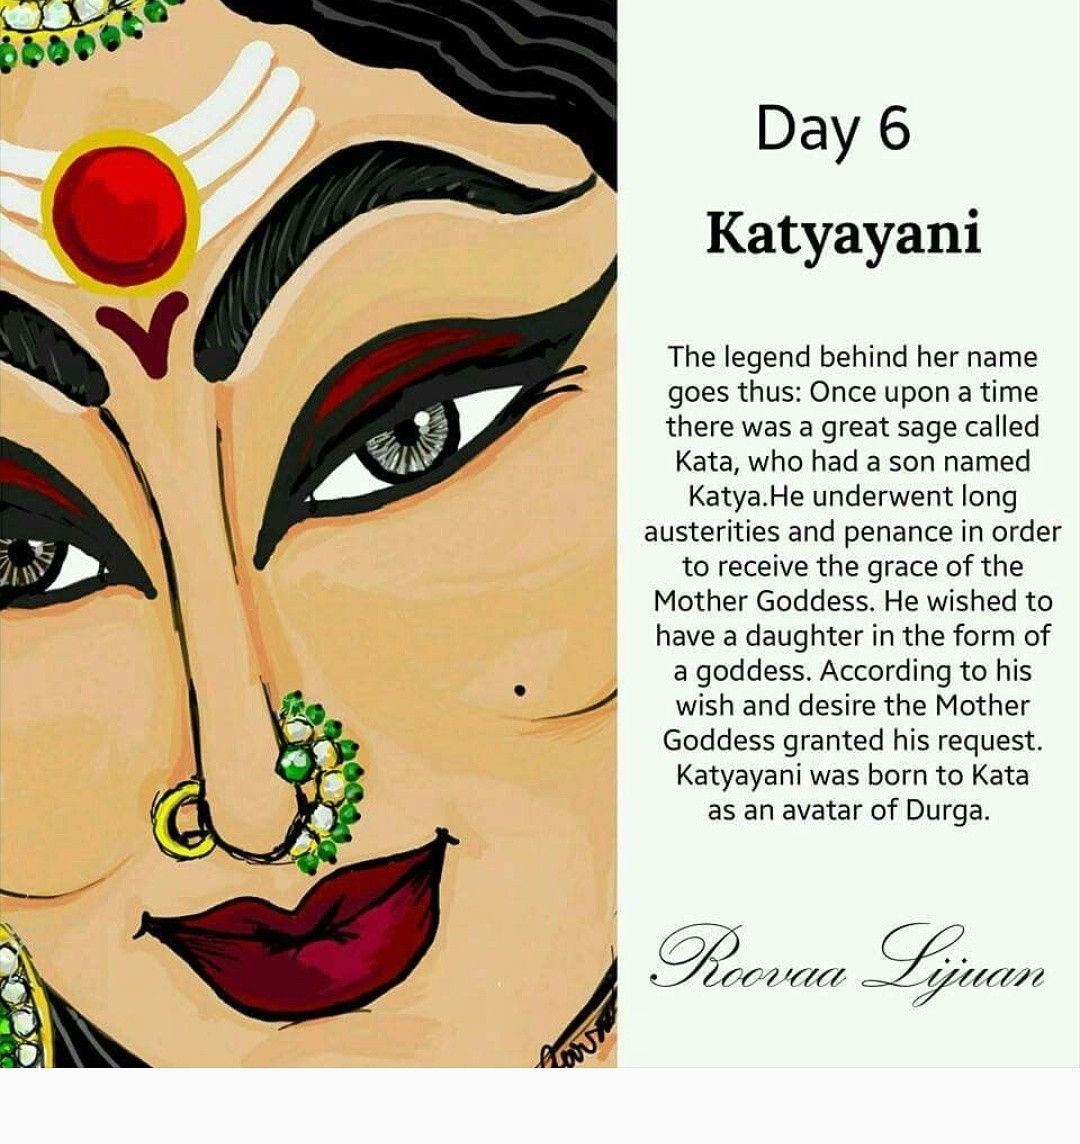 Day 6
Katyayani
The legend behind her name
goes thus: Once upon a time
there was a great sage called
Kata, who had a son named
Katya.He underwent long
austerities and penance in order
to receive the grace of the
Mother Goddess. He wished to
have a daughter in the form of
a goddess. According to his
wish and desire the Mother
Goddess granted his request.
Katyayani was born to Kata
as an avatar of Durga.
Roovaa Lijuan